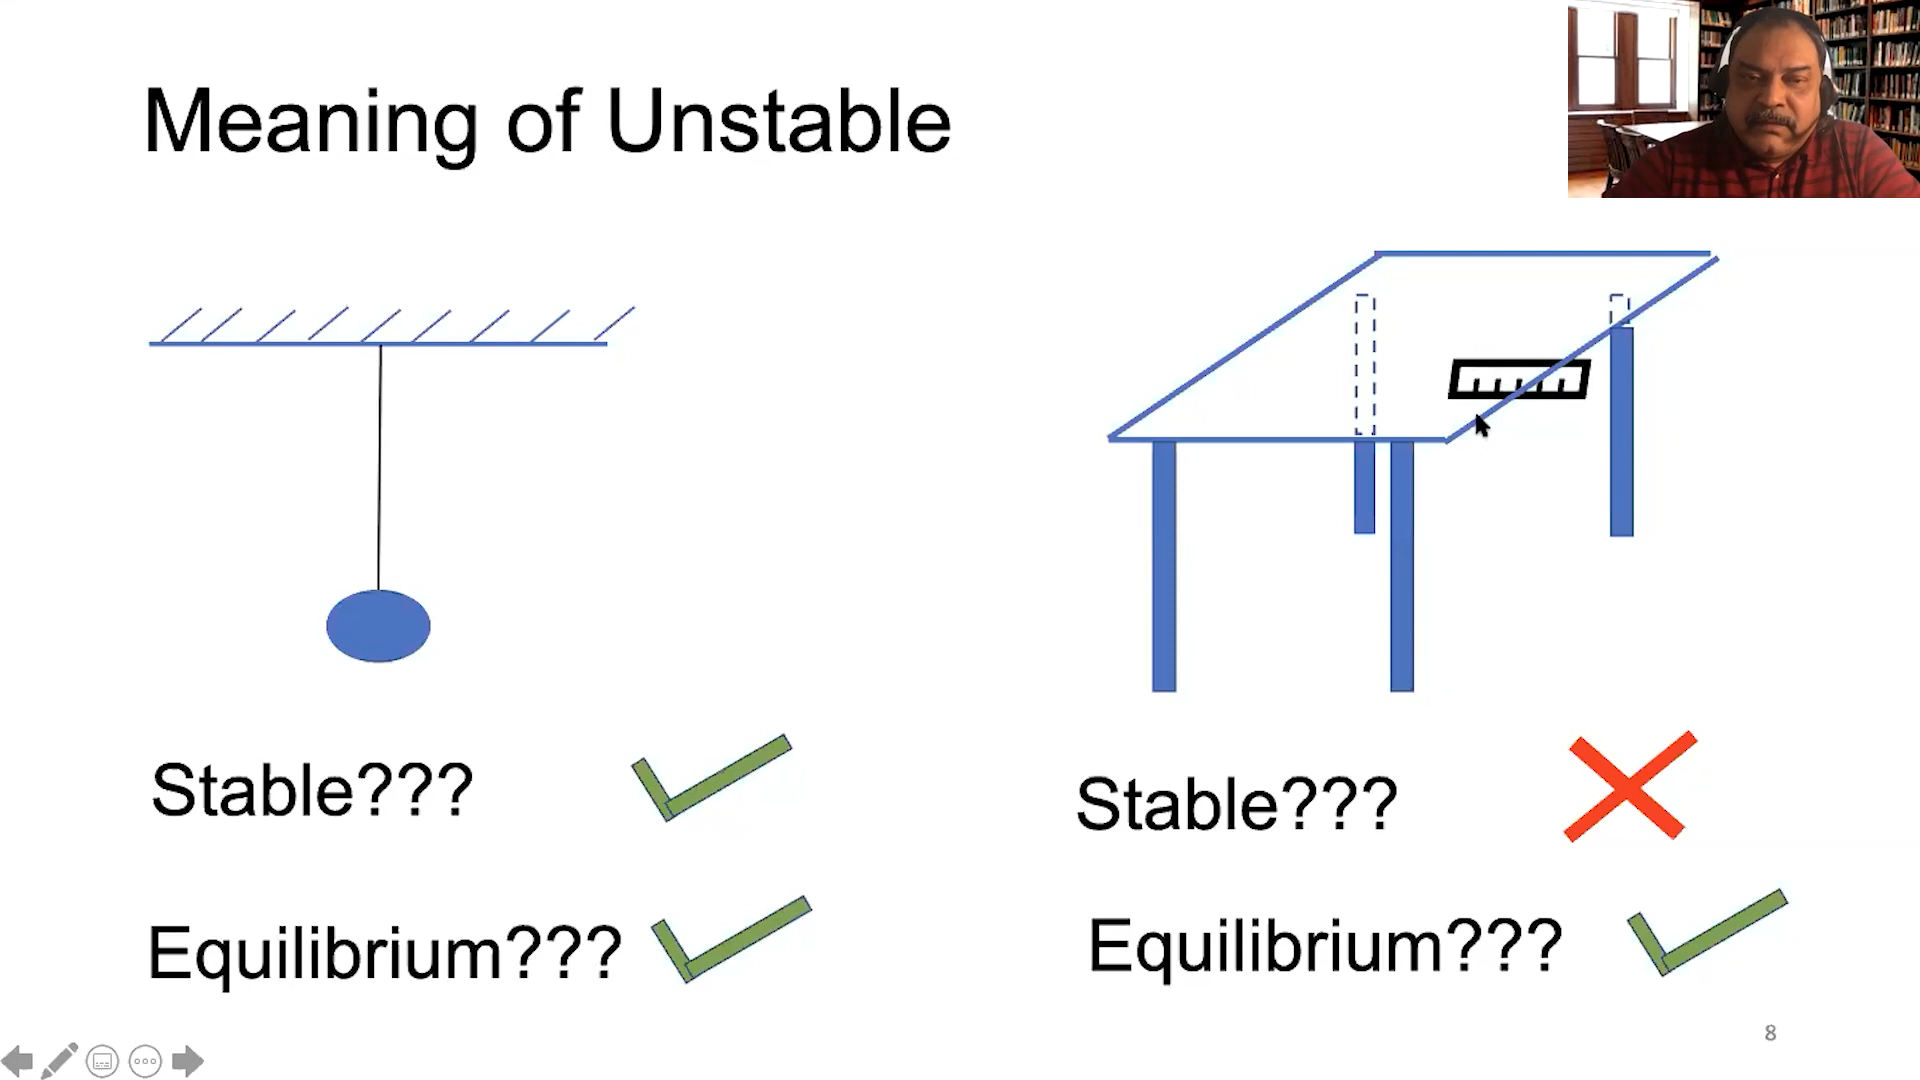 Meaning of Unstable
Stable???
Stable???
Equilibrium???
Equilibrium???
8